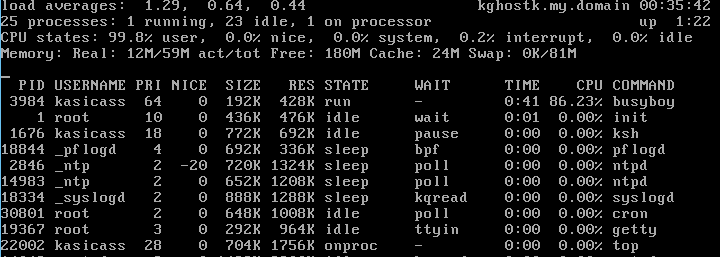 load averages:  1.29,  0.64,  0.44    kghostk.my.domain 00:35:42
25 processes: 1 running, 23 idle, 1 on processor    up  1:22
CPU states: 99.8% user,  0.0% nice,  0.0% system,  0.2% interrupt,  0.0% idle
Memory: Real: 12M/59M act/tot Free: 180M Cache: 24M Swap: 0K/81M
PID USERNAME PRI NICE  SIZE   RES STATE     WAIT      TIME    CPU COMMAND
3984 kasicass  64    0  192K  428K run       -         0:41 86.23% busyboy
1 root      10    0  436K  476K idle      wait      0:01  0.00% init
1676 kasicass  18    0  772K  692K idle      pause     0:00  0.00% ksh
18844 _pflogd    4    0  692K  336K sleep     bpf       0:00  0.00% pflogd
2846 _ntp       2  -20  720K 1324K sleep     poll      0:00  0.00% ntpd
14983 _ntp       2    0  652K 1208K sleep     poll      0:00  0.00% ntpd
18334 _syslogd   2    0  888K 1288K sleep     kqread    0:00  0.00% syslogd
30801 root       2    0  648K 1008K idle      poll      0:00  0.00% cron
19367 root       3    0  292K  964K idle      ttyin     0:00  0.00% getty
22002 kasicass  28    0  704K 1756K onproc    -         0:00  0.00% top